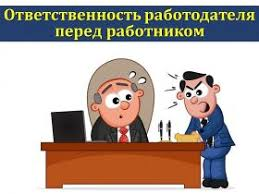 Ответственность работодателя
перед работником